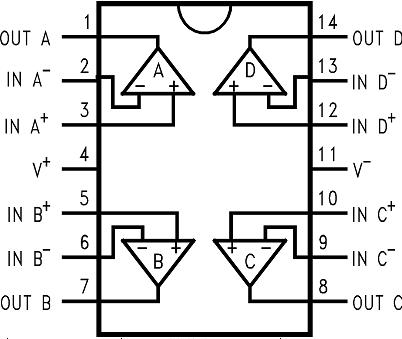 1 14
OUT A OUT D
2 A D 13
IN A- - + + - IN D-
3 12
IN A+ IN D+
4 11
V+ V-
5 10
IN B+ IN C+
6 - + + - 9
IN B- B C IN C-
7 8
OUT B OUT C